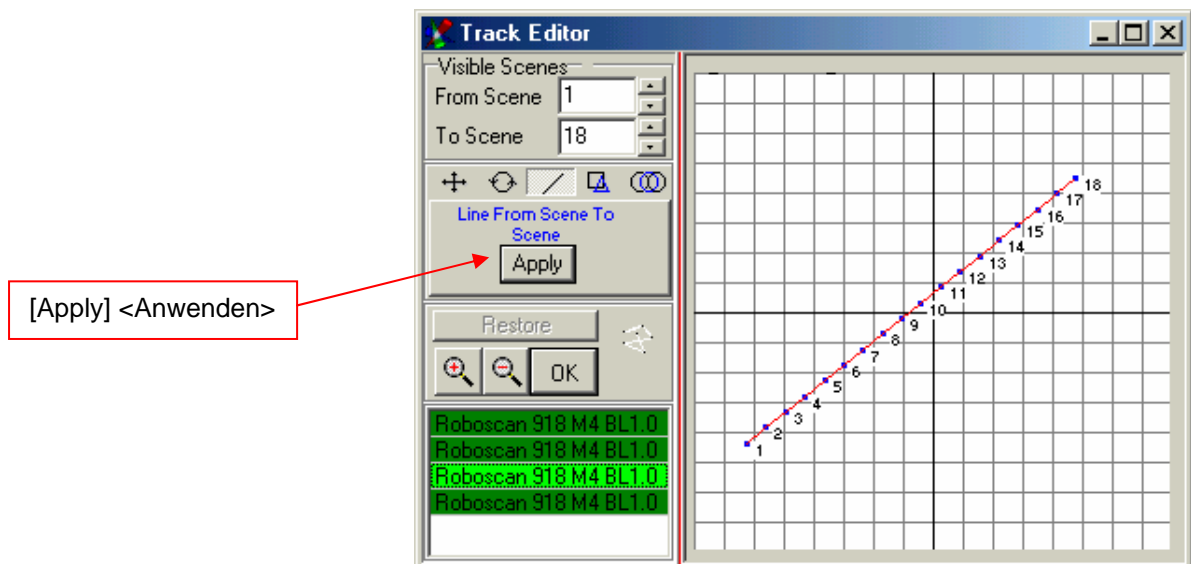 Track Editor
Visible Scenes
From Scene 1
To Scene 18
Line From Scene To
Scene
Apply
[Apply] <Anwenden>
Restore
OK
Roboscan 918 M4 BL1.0
Roboscan 918 M4 BL1.0
Roboscan 918 M4 BL1.0
Roboscan 918 M4 BL1.0
18
17
16
15
14
13
12
11
10
9
8
7
6
5
4
3
2
1